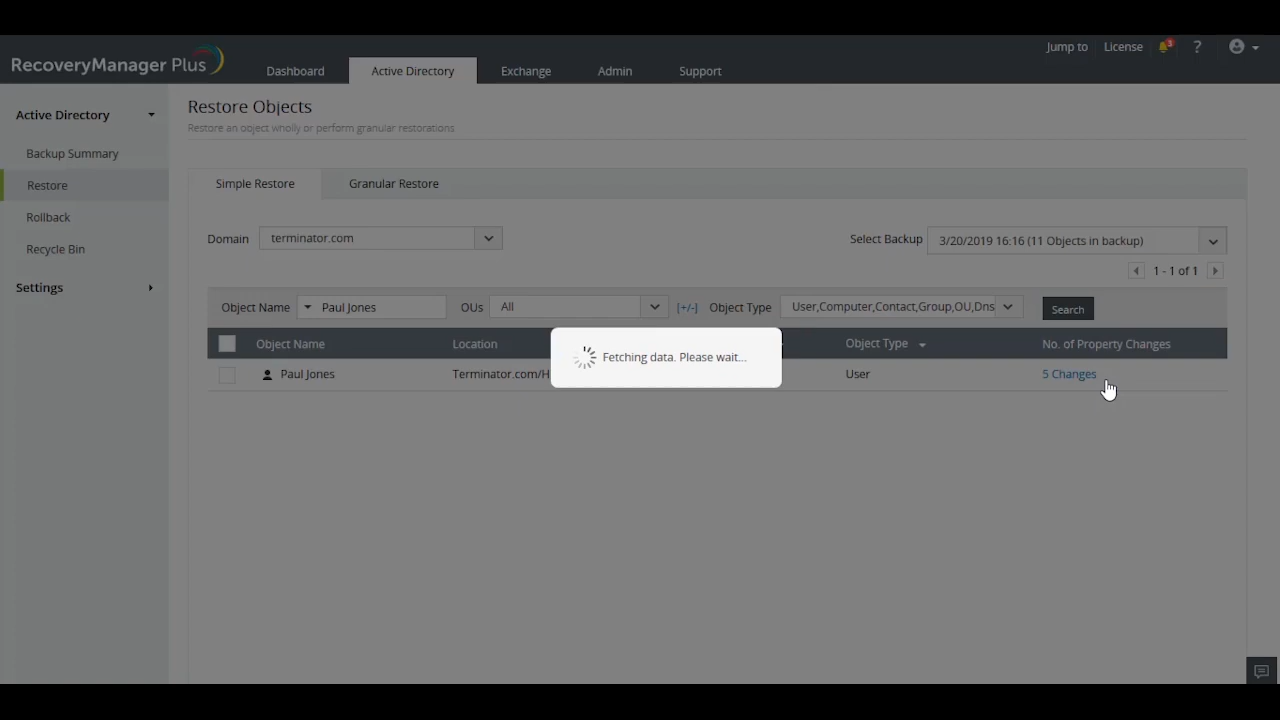 Jump to License 3 ?
RecoveryManager Plus
Dashboard Active Directory Exchange Admin Support
Active Directory
Backup Summary
Restore
Rollback
Recycle Bin
Settings
Restore Objects
Restore an object wholly or perform granular restorations
Simple Restore Granular Restore
Domain terminator.com Select Backup 3/20/2019 16:16 (11 Objects in backup)
1 - 1 of 1
Object Name Paul Jones OUs All [+/-] Object Type User,Computer,Contact,Group,OU,Dns Search
Object Name Location Object Type No. of Property Changes
Fetching data. Please wait...
Paul Jones Terminator.com/H User 5 Changes